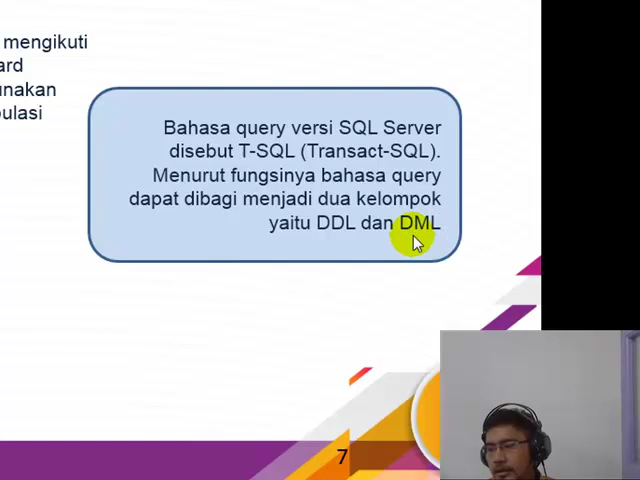 mengikuti
ard
unakan
ulasi
Bahasa query versi SQL Server
disebut T-SQL (Transact-SQL).
Menurut fungsinya bahasa query
dapat dibagi menjadi dua kelompok
yaitu DDL dan DML
7